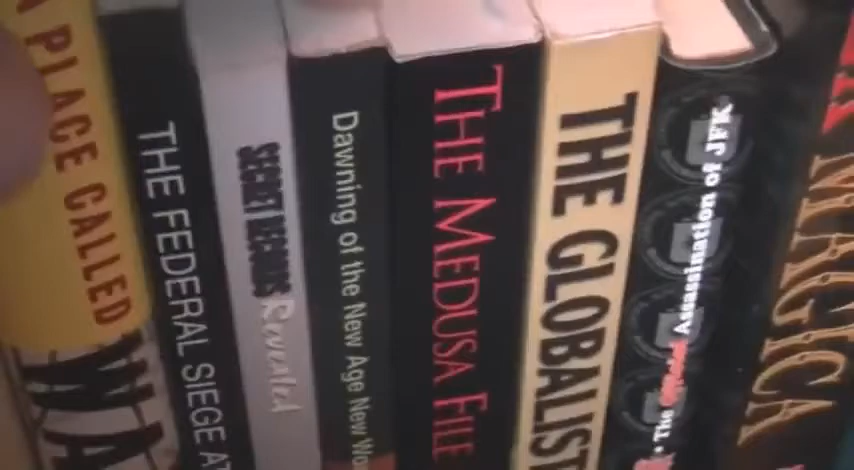 A PLACE CALLED
WA
THE FEDERAL SIEGE AT
SECRET RECORDS Revealed
Dawning of the New Age New Wo
THE MEDUSA FILE
THE GLOBALIST
The Assassination of JFK
MAGICA